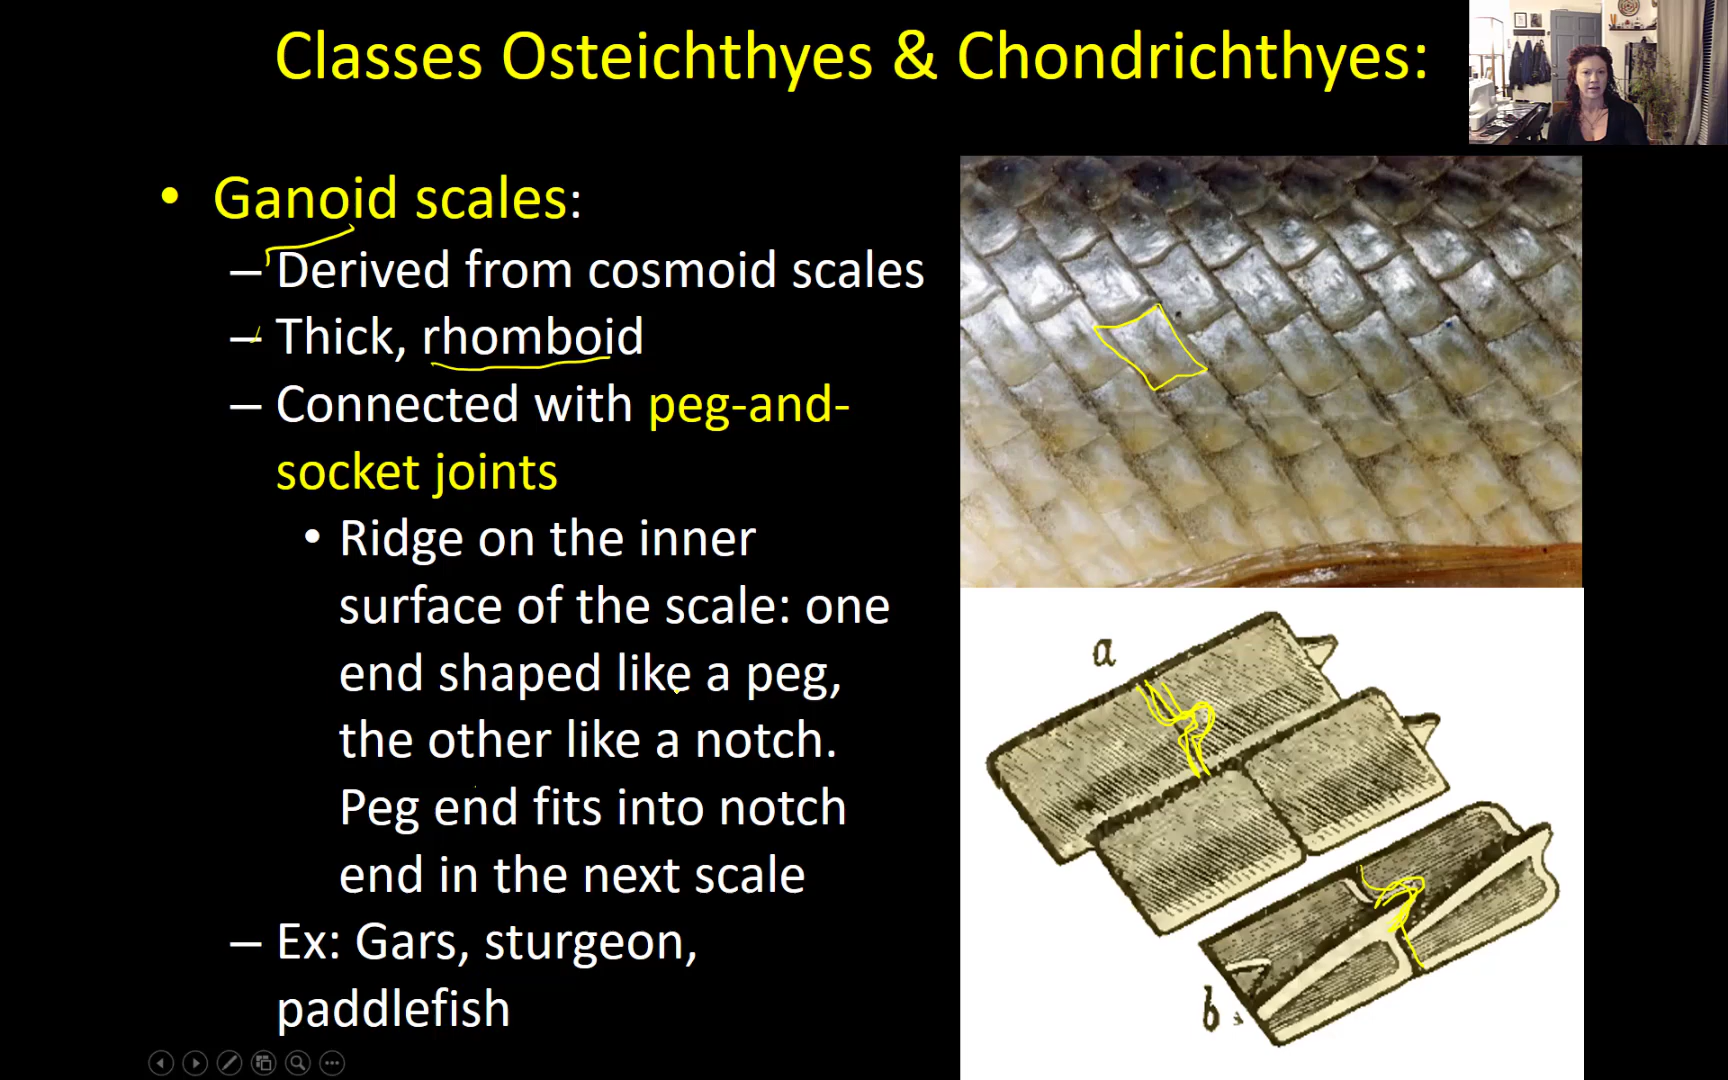 Classes Osteichthyes & Chondrichthyes:
• Ganoid scales:
– Derived from cosmoid scales
– Thick, rhomboid
– Connected with peg-and-
socket joints
• Ridge on the inner
surface of the scale: one
end shaped like a peg,
the other like a notch.
Peg end fits into notch
end in the next scale
– Ex: Gars, sturgeon,
paddlefish
a
b